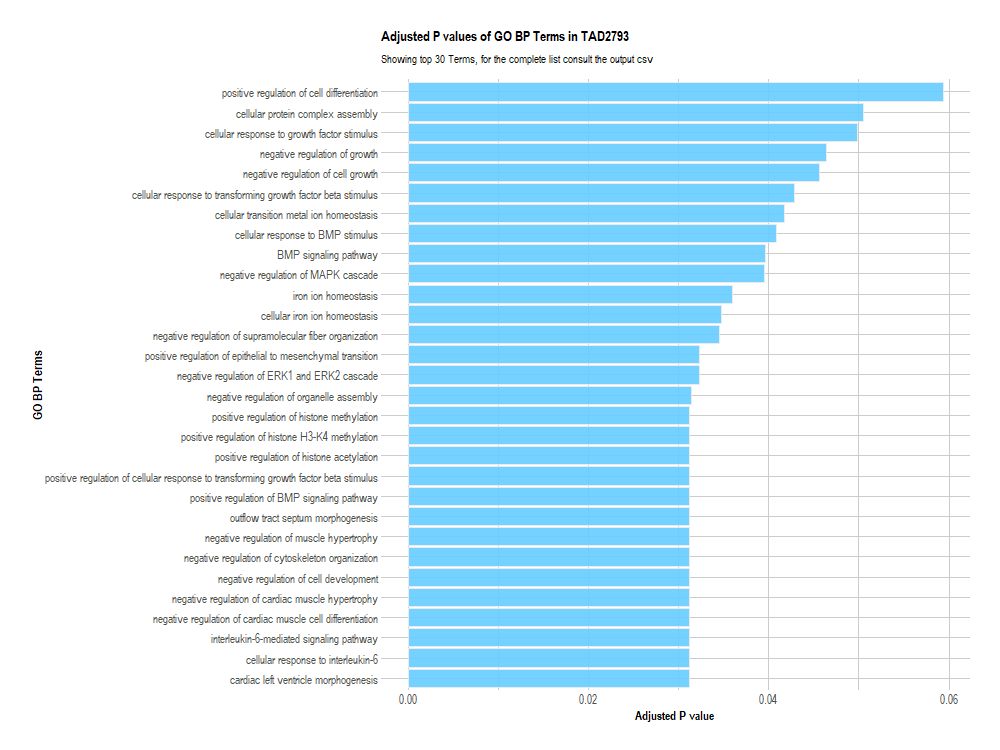 Adjusted P values of GO BP Terms in TAD2793
Showing top 30 Terms, for the complete list consult the output csv
positive regulation of cell differentiation
cellular protein complex assembly
cellular response to growth factor stimulus
negative regulation of growth
negative regulation of cell growth
cellular response to transforming growth factor beta stimulus
cellular transition metal ion homeostasis
cellular response to BMP stimulus
BMP signaling pathway
negative regulation of MAPK cascade
iron ion homeostasis
cellular iron ion homeostasis
negative regulation of supramolecular fiber organization
positive regulation of epithelial to mesenchymal transition
negative regulation of ERK1 and ERK2 cascade
negative regulation of organelle assembly
positive regulation of histone methylation
positive regulation of histone H3-K4 methylation
positive regulation of histone acetylation
positive regulation of cellular response to transforming growth factor beta stimulus
positive regulation of BMP signaling pathway
outflow tract septum morphogenesis
negative regulation of muscle hypertrophy
negative regulation of cytoskeleton organization
negative regulation of cell development
negative regulation of cardiac muscle hypertrophy
negative regulation of cardiac muscle cell differentiation
interleukin-6-mediated signaling pathway
cellular response to interleukin-6
cardiac left ventricle morphogenesis
GO BP Terms
0.00 0.02 0.04 0.06
Adjusted P value